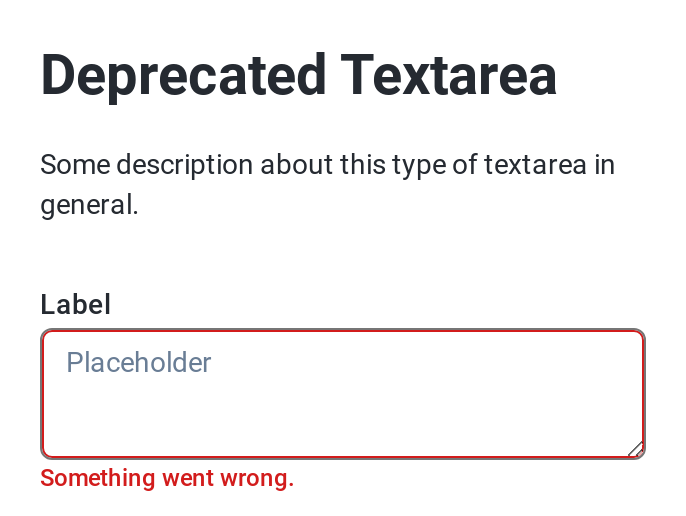 Deprecated Textarea
Some description about this type of textarea in
general.
Label
Placeholder
Something went wrong.